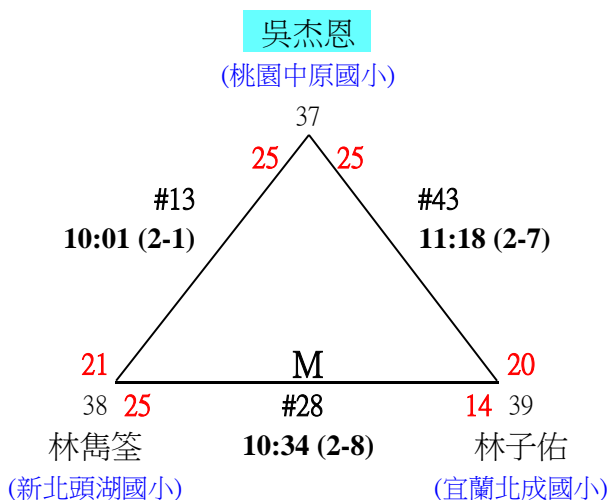 吳杰恩
(桃園中原國小)
37
25 25
#13 #43
10:01 (2-1) 11:18 (2-7)
21 M 20
38 25 #28 14 39
林雋筌 10:34 (2-8) 林子佑
(新北頭湖國小) (宜蘭北成國小)